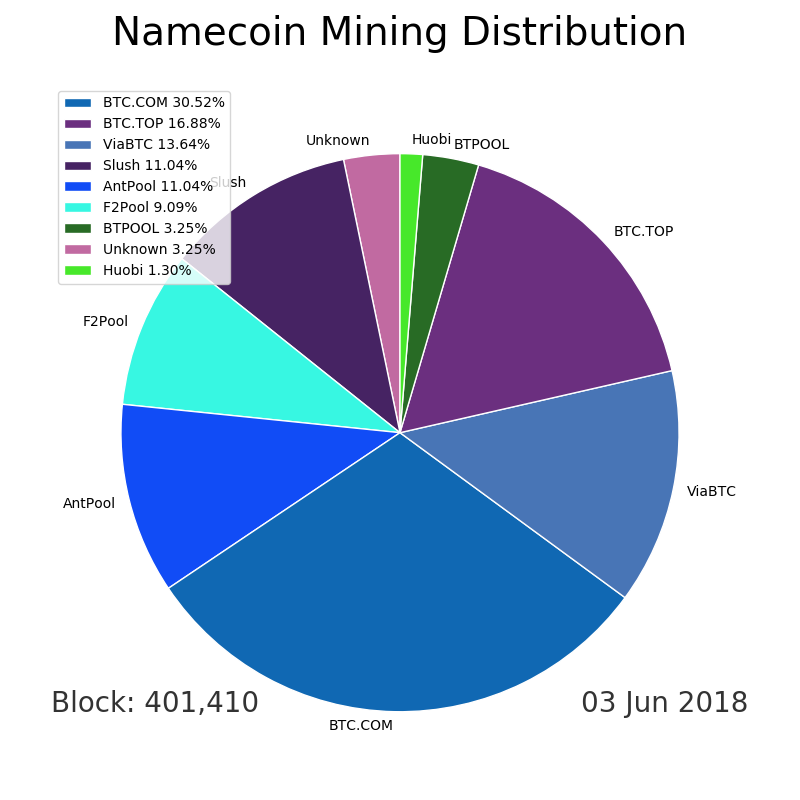 Namecoin Mining Distribution
BTC.COM 30.52%
BTC.TOP 16.88%
ViaBTC 13.64%
Slush 11.04%
AntPool 11.04%
F2Pool 9.09%
BTPOOL 3.25%
Unknown 3.25%
Huobi 1.30%
Unknown
Huobi
BTPOOL
Slush
BTC.TOP
F2Pool
ViaBTC
AntPool
BTC.COM
Block: 401,410
03 Jun 2018